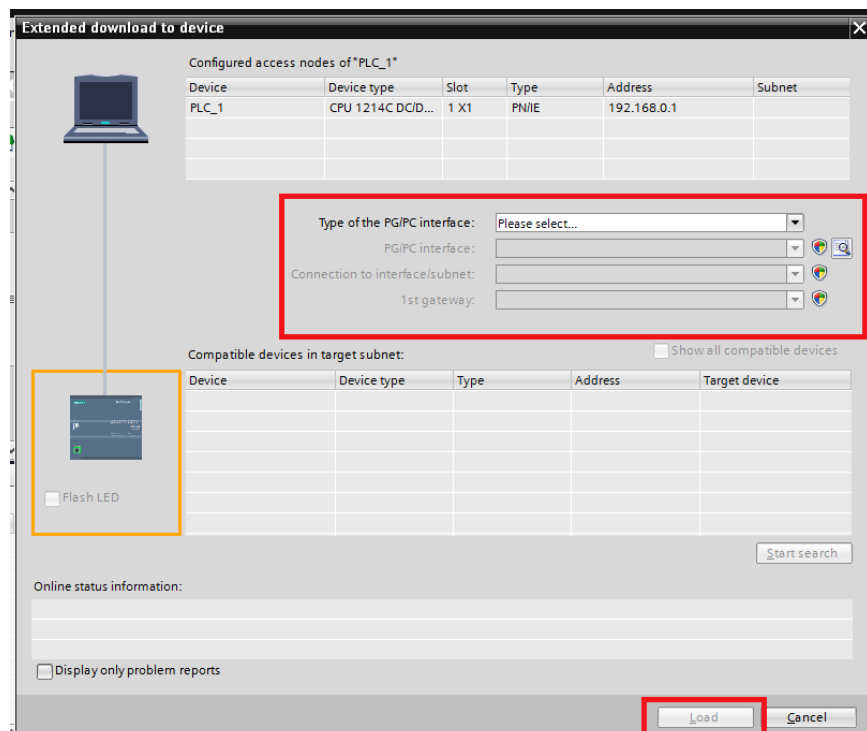 Extended download to device
Configured access nodes of "PLC_1"
Device Device type Slot Type Address Subnet
PLC_1 CPU 1214C DC/D... 1 X1 PN/IE 192.168.0.1
Type of the PG/PC interface: Please select...
PG/PC interface:
Connection to interface/subnet:
1st gateway:
Compatible devices in target subnet: Show all compatible devices
Device Device type Type Address Target device
Flash LED
Start search
Online status information:
Display only problem reports
Load Cancel